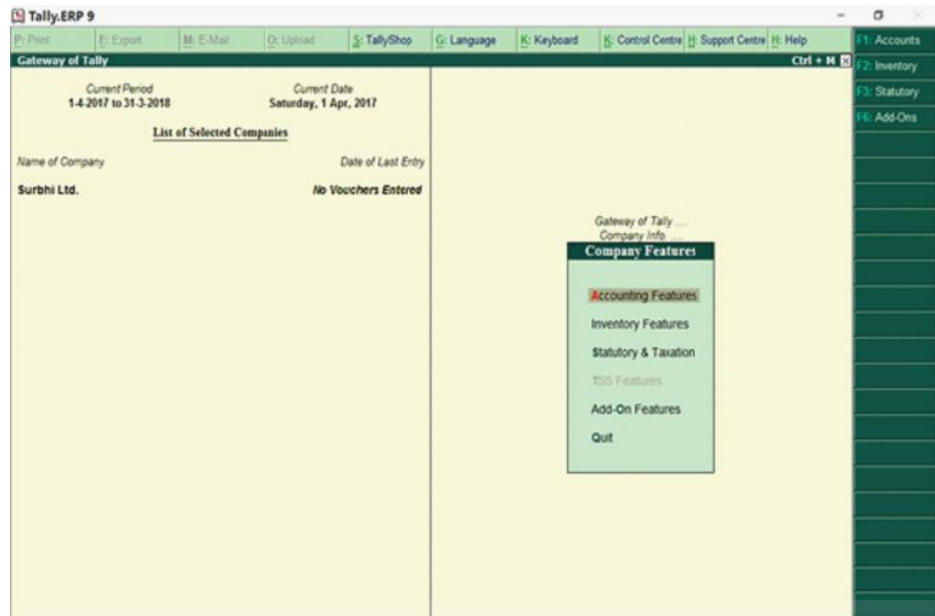 Tally.ERP 9
P: Print E: Export M: E-Mail O: Upload S: TallyShop G: Language K: Keyboard K: Control Centre H: Support Centre H: Help
Gateway of Tally Ctrl + M
Current Period Current Date
1-4-2017 to 31-3-2018 Saturday, 1 Apr, 2017
List of Selected Companies
Name of Company Date of Last Entry
Surbhi Ltd. No Vouchers Entered
Gateway of Tally ....
Company Info. ....
Company Features
Accounting Features
Inventory Features
Statutory & Taxation
TSS Features
Add-On Features
Quit
F1: Accounts
F2: Inventory
F3: Statutory
F6: Add-Ons